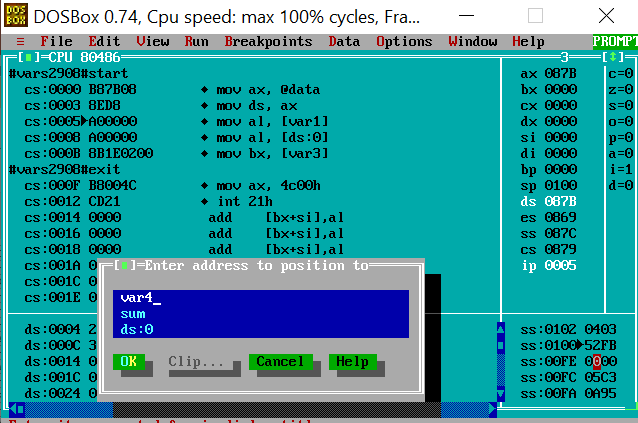 DOSBox 0.74, Cpu speed: max 100% cycles, Fra...
≡ File Edit View Run Breakpoints Data Options Window Help PROMPT
[■]=CPU 80486 3 [↕]
#vars2908#start ax 087B c=0
cs:0000 B87B08 ♦ mov ax, @data bx 0000 z=0
cs:0003 8ED8 ♦ mov ds, ax cx 0000 s=0
cs:0005▶A00000 ♦ mov al, [var1] dx 0000 o=0
cs:0008 A00000 ♦ mov al, [ds:0] si 0000 p=0
cs:000B 8B1E0200 ♦ mov bx, [var3] di 0000 a=0
#vars2908#exit bp 0000 i=1
cs:000F B8004C ♦ mov ax, 4c00h sp 0100 d=0
cs:0012 CD21 ♦ int 21h ds 087B
cs:0014 0000 add [bx+si],al es 0869
cs:0016 0000 add [bx+si],al ss 087C
cs:0018 0000 add [bx+si],al cs 0879
cs:001A 0 [■]=Enter address to position to ip 0005
cs:001C 0
cs:001E 0 var4_
sum
ds:0004 2 ds:0 ss:0102 0403
ds:000C 3 ss:0100▶52FB
ds:0014 0 OK Clip... Cancel Help ss:00FE 0000
ds:001C 0 ss:00FC 05C3
ds:0024 0 ss:00FA 0A95